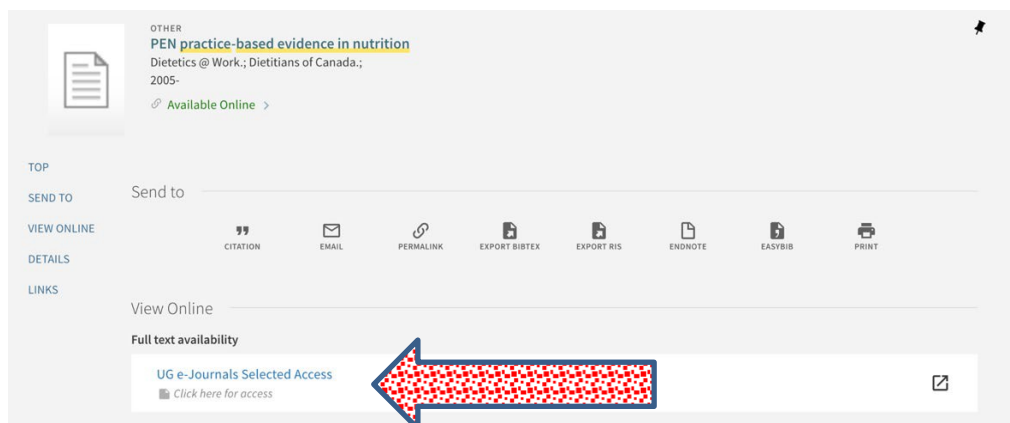 OTHER
PEN practice-based evidence in nutrition
Dietetics @ Work.; Dietitians of Canada.;
2005-
Available Online >
TOP
SEND TO
VIEW ONLINE
DETAILS
LINKS
Send to
CITATION EMAIL PERMALINK EXPORT BIBTEX EXPORT RIS ENDNOTE EASYBIB PRINT
View Online
Full text availability
UG e-Journals Selected Access
Click here for access